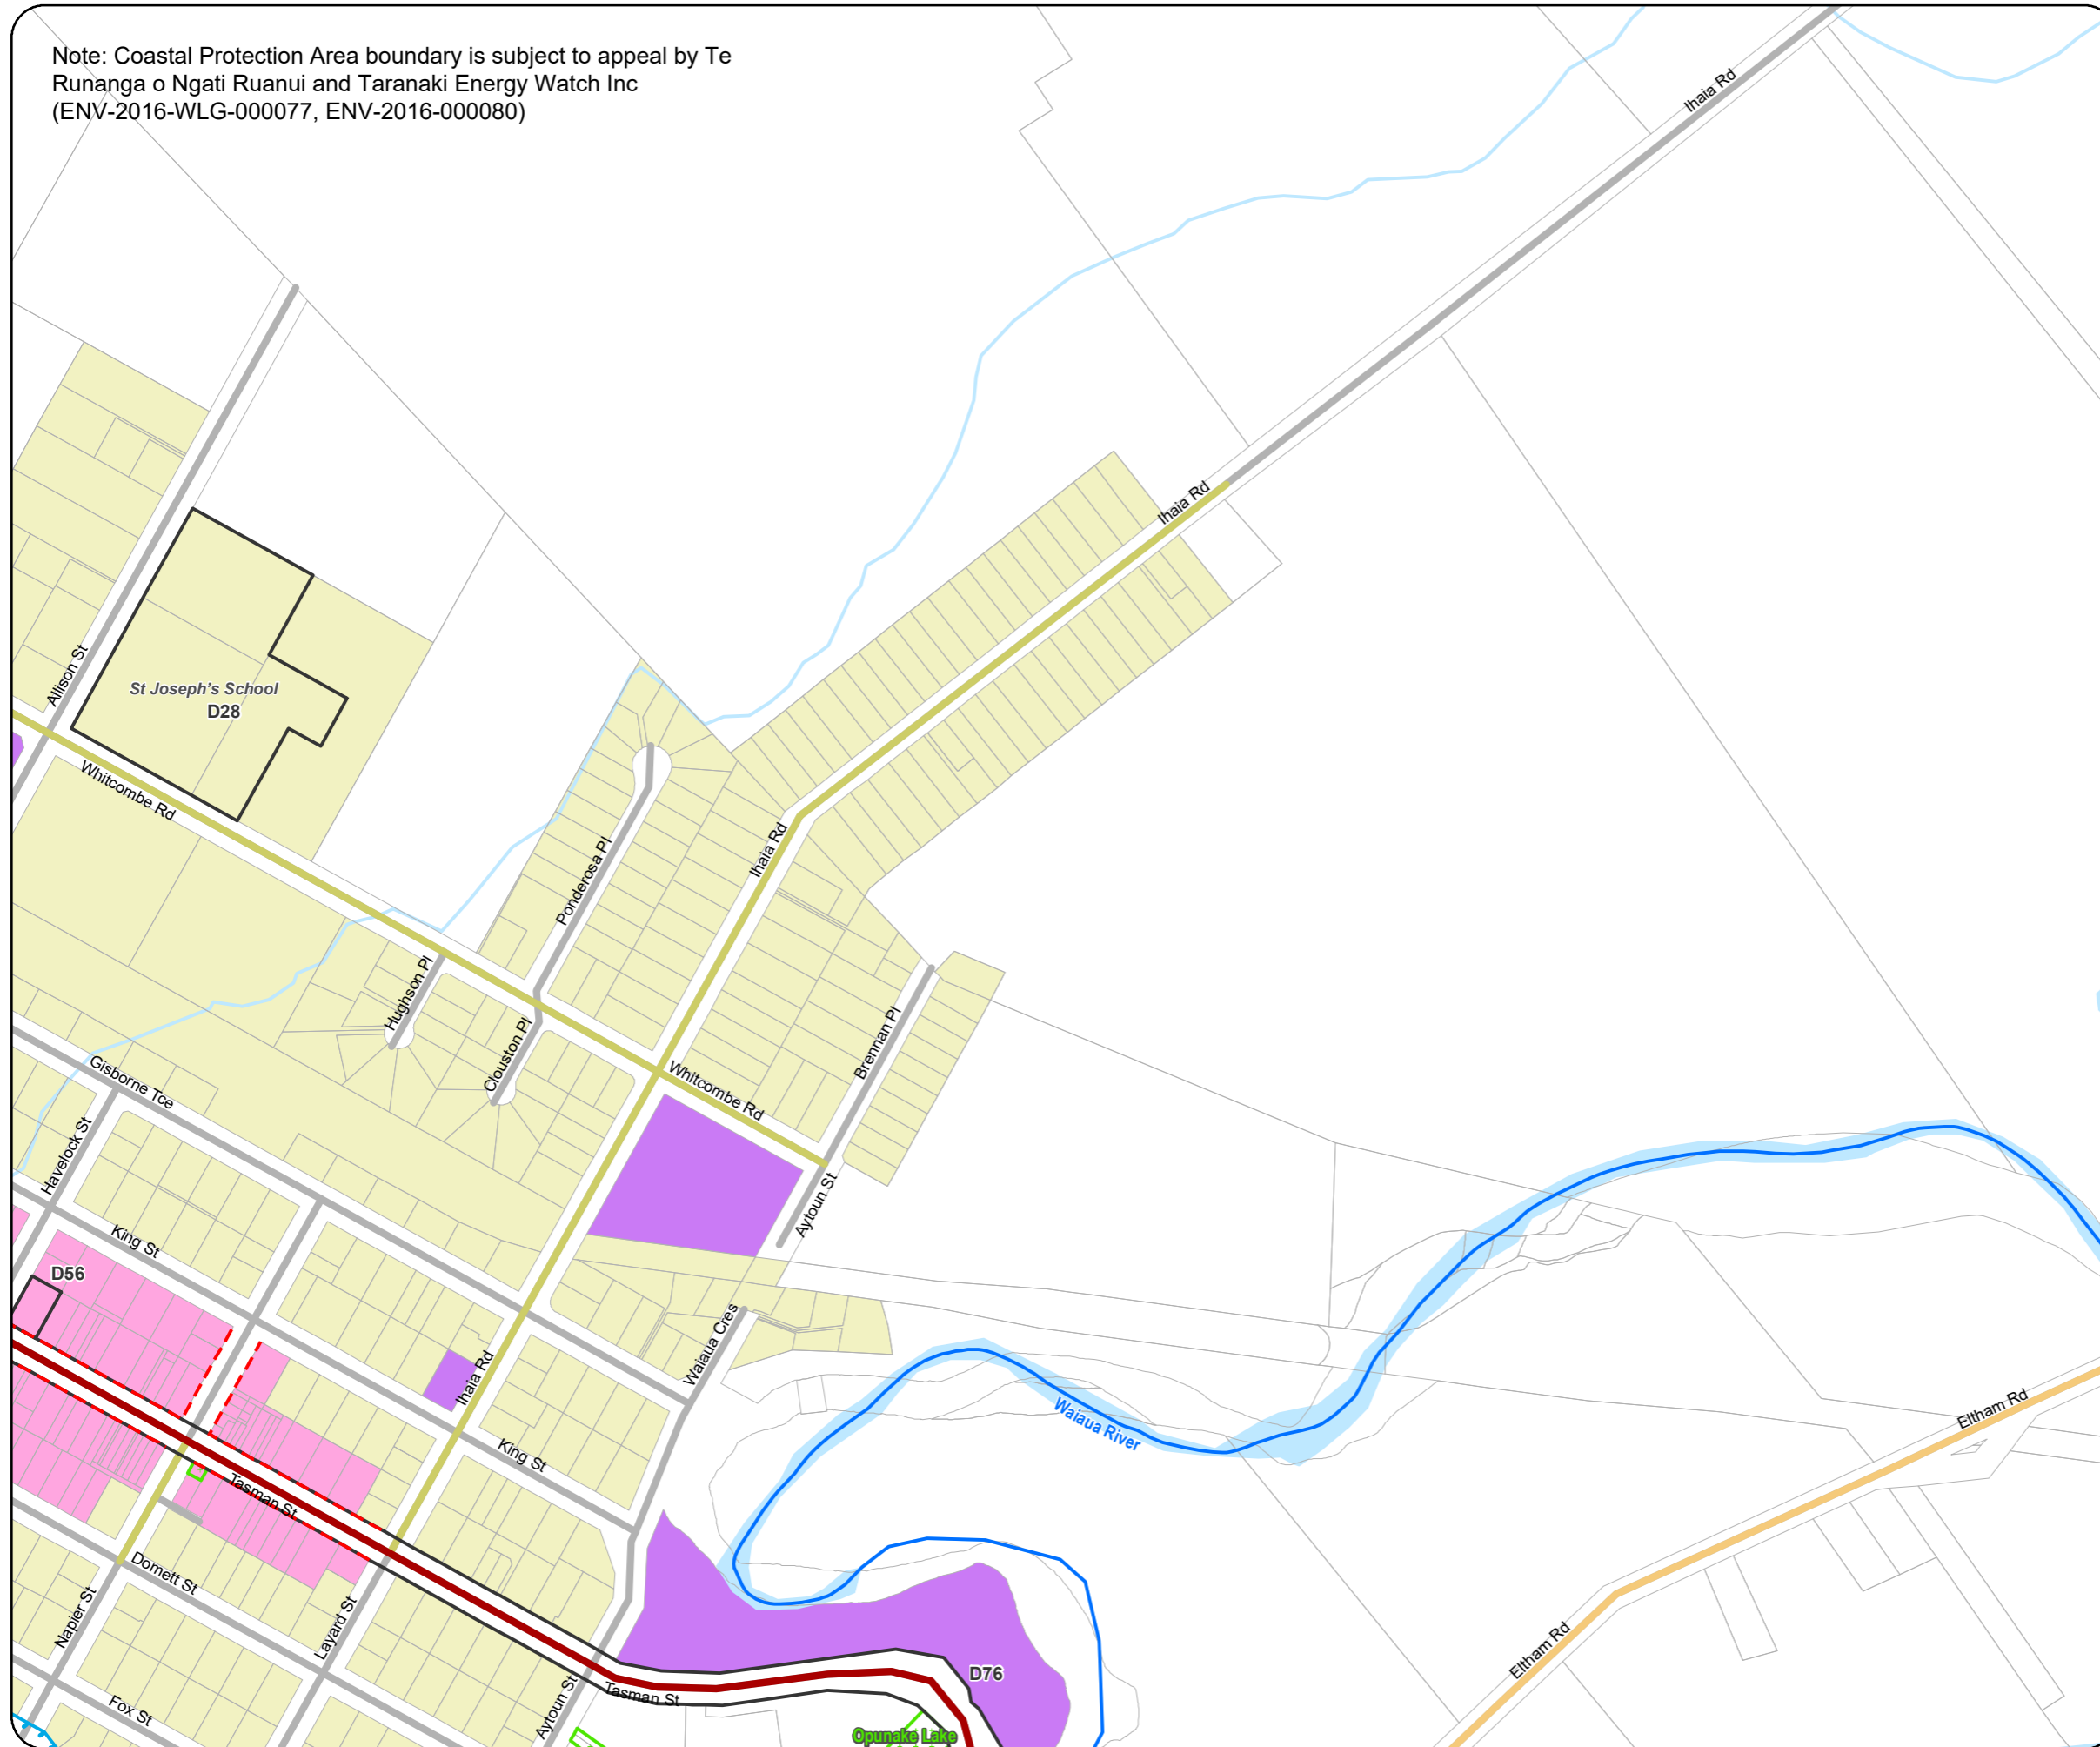 Note: Coastal Protection Area boundary is subject to appeal by Te
Runanga o Ngati Ruanui and Taranaki Energy Watch Inc
(ENV-2016-WLG-000077, ENV-2016-000080)
Ihaia Rd
Ihaia Rd
Allison St
St Joseph's School
D28
Whitcombe Rd
Ihaia Rd
Ponderosa Pl
Hughson Pl
Clouston Pl
Brennan Pl
Whitcombe Rd
Gisborne Tce
Havelock St
Aytoun St
King St
D56
Waiaua Cres
Ihaia Rd
Waiaua River
Eltham Rd
King St
Tasman St
Domett St
Napier St
Layard St
Eltham Rd
D76
Tasman St
Aytoun St
Fox St
Opunake Lake